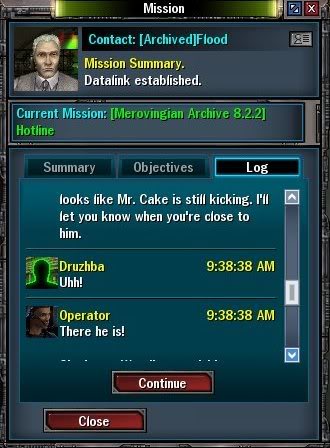 Mission
Contact: [Archived]Flood
Mission Summary.
Datalink established.
Current Mission: [Merovingian Archive 8.2.2]
Hotline
Summary Objectives Log
looks like Mr. Cake is still kicking. I'll
let you know when you're close to
him.
Druzhba 9:38:38 AM
Uhh!
Operator 9:38:38 AM
There he is!
Continue
Close